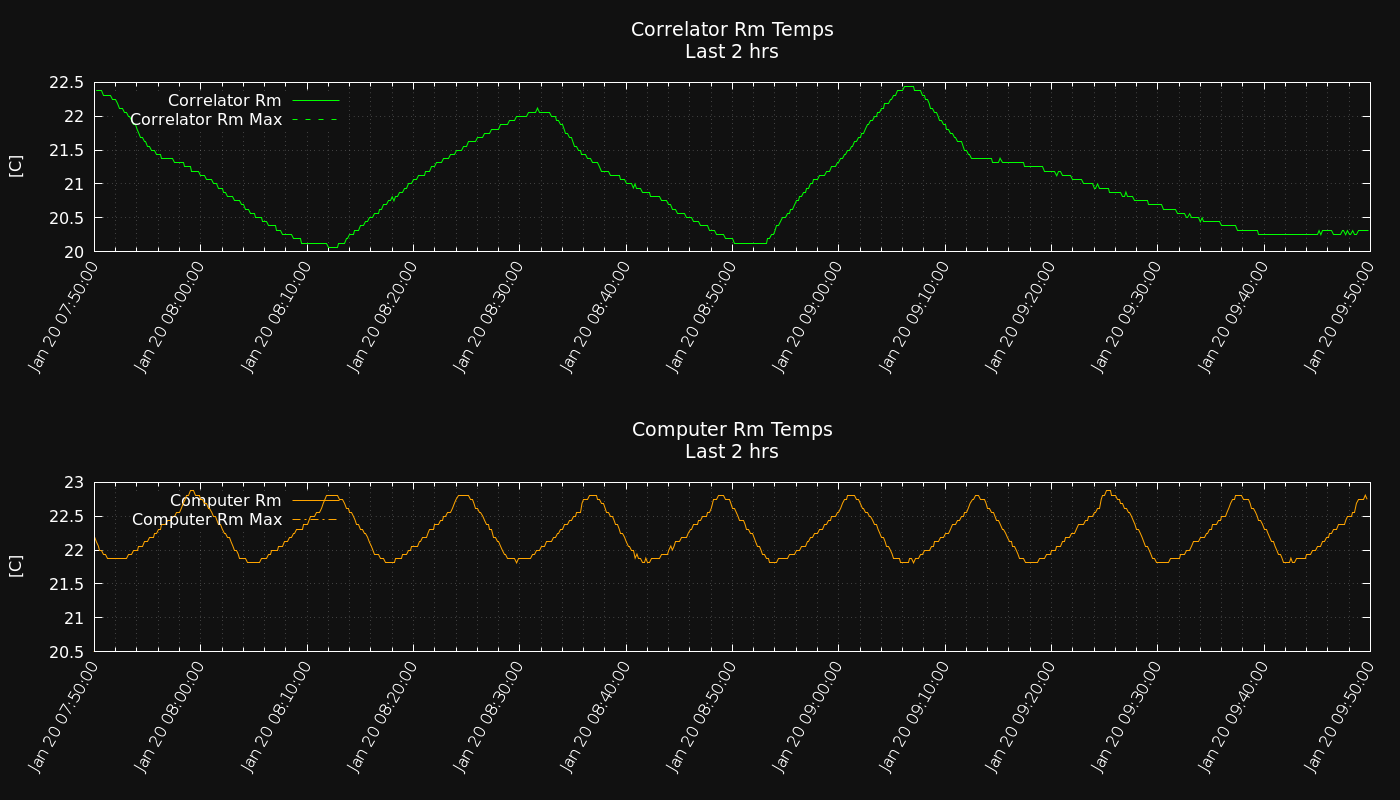 Correlator Rm Temps
Last 2 hrs
22.5
22
21.5
21
20.5
20
[C]
Correlator Rm
Correlator Rm Max
Jan 20 07:50:00
Jan 20 08:00:00
Jan 20 08:10:00
Jan 20 08:20:00
Jan 20 08:30:00
Jan 20 08:40:00
Jan 20 08:50:00
Jan 20 09:00:00
Jan 20 09:10:00
Jan 20 09:20:00
Jan 20 09:30:00
Jan 20 09:40:00
Jan 20 09:50:00
Computer Rm Temps
Last 2 hrs
23
22.5
22
21.5
21
20.5
[C]
Computer Rm
Computer Rm Max
Jan 20 07:50:00
Jan 20 08:00:00
Jan 20 08:10:00
Jan 20 08:20:00
Jan 20 08:30:00
Jan 20 08:40:00
Jan 20 08:50:00
Jan 20 09:00:00
Jan 20 09:10:00
Jan 20 09:20:00
Jan 20 09:30:00
Jan 20 09:40:00
Jan 20 09:50:00